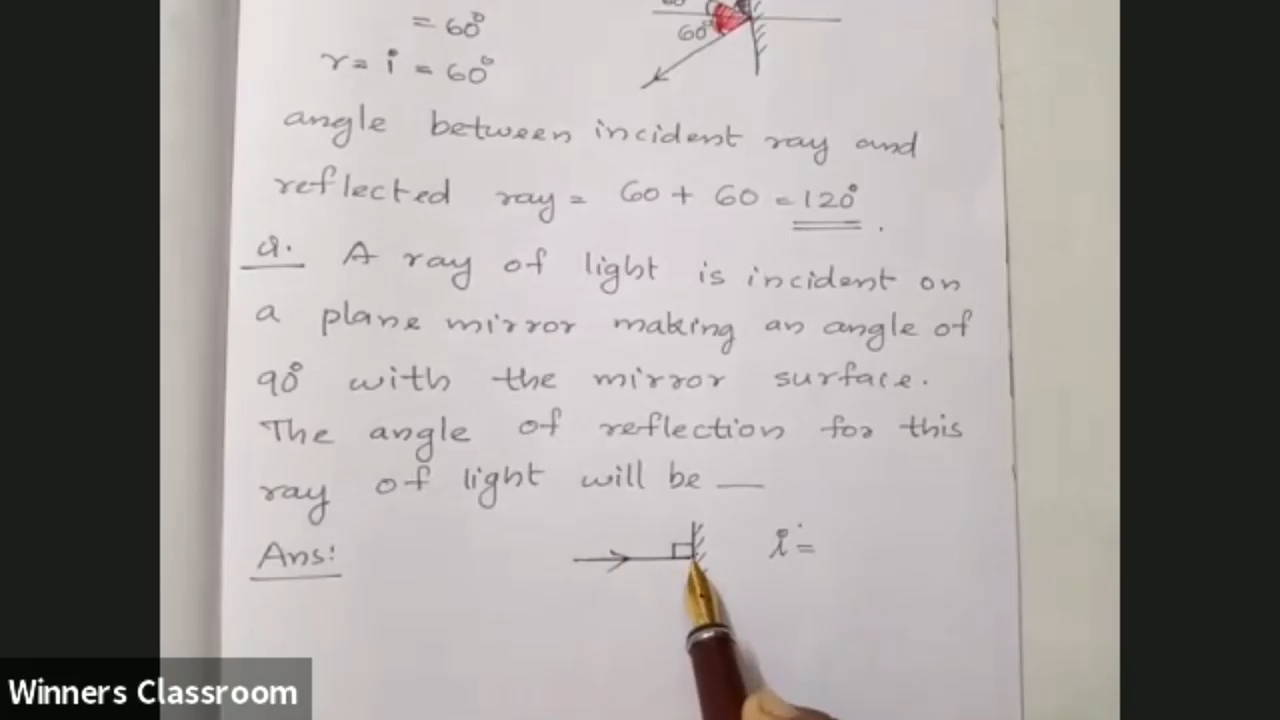 = 60°
60°
r = i = 60°
angle between incident ray and
reflected ray = 60 + 60 = 120°.
Q. A ray of light is incident on
a plane mirror making an angle of
90° with the mirror surface.
The angle of reflection for this
ray of light will be __
Ans:
i =
Winners Classroom